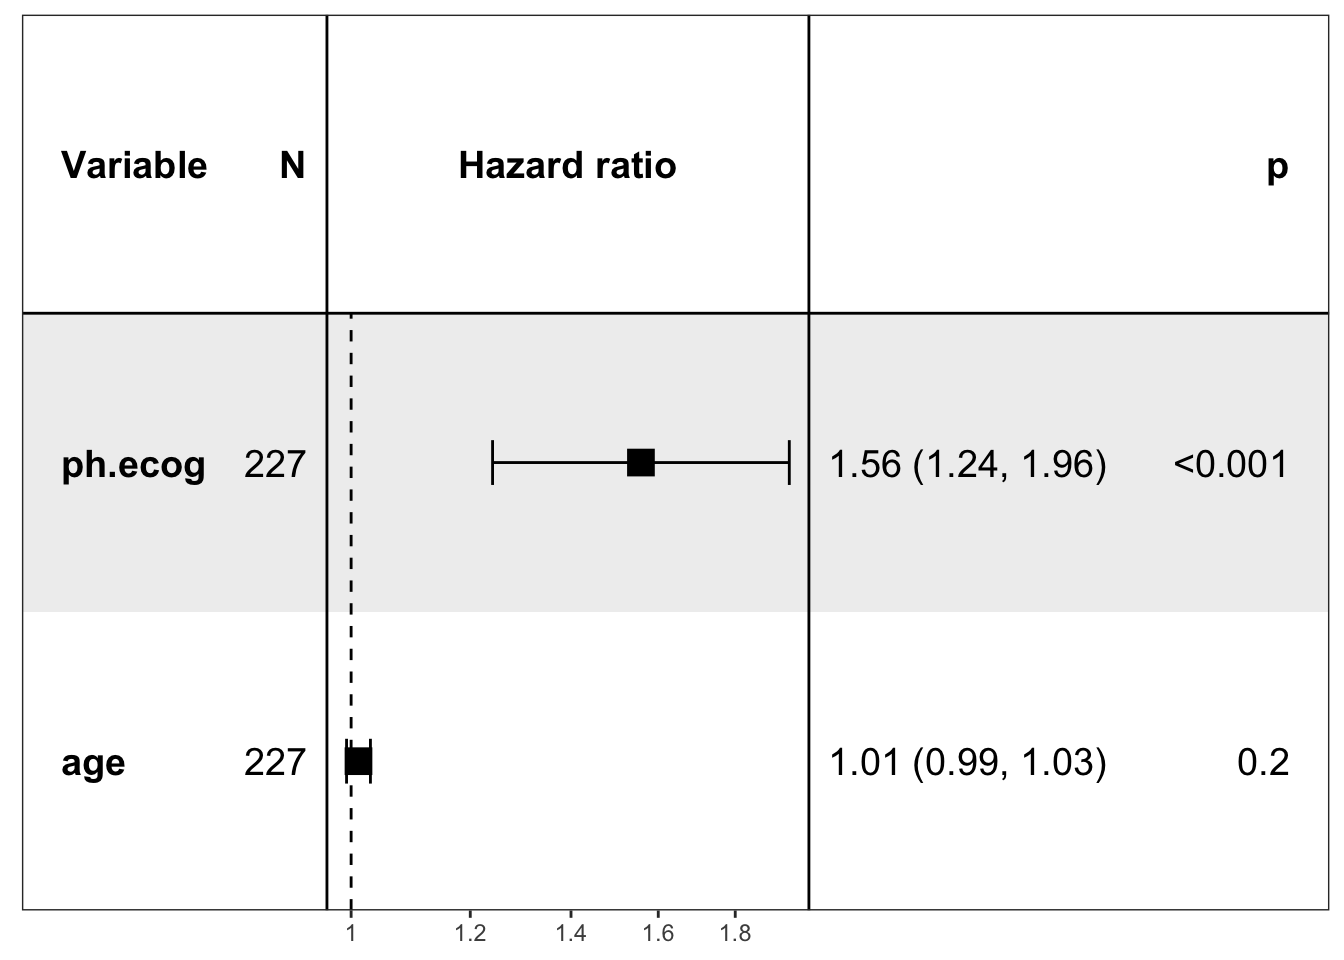 Variable N Hazard ratio p
ph.ecog 227 1.56 (1.24, 1.96) <0.001
age 227 1.01 (0.99, 1.03) 0.2
1 1.2 1.4 1.6 1.8